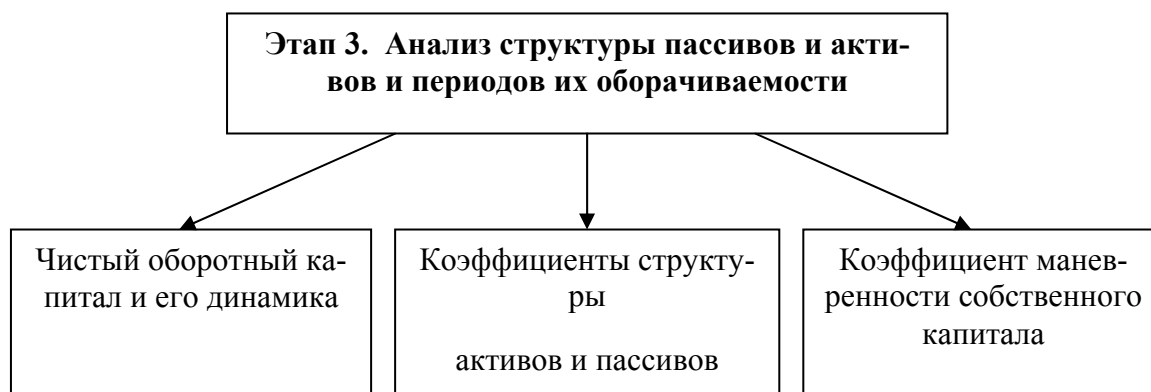 Этап 3. Анализ структуры пассивов и акти-
вов и периодов их оборачиваемости
Чистый оборотный ка-
питал и его динамика
Коэффициенты структу-
ры
активов и пассивов
Коэффициент манев-
ренности собственного
капитала